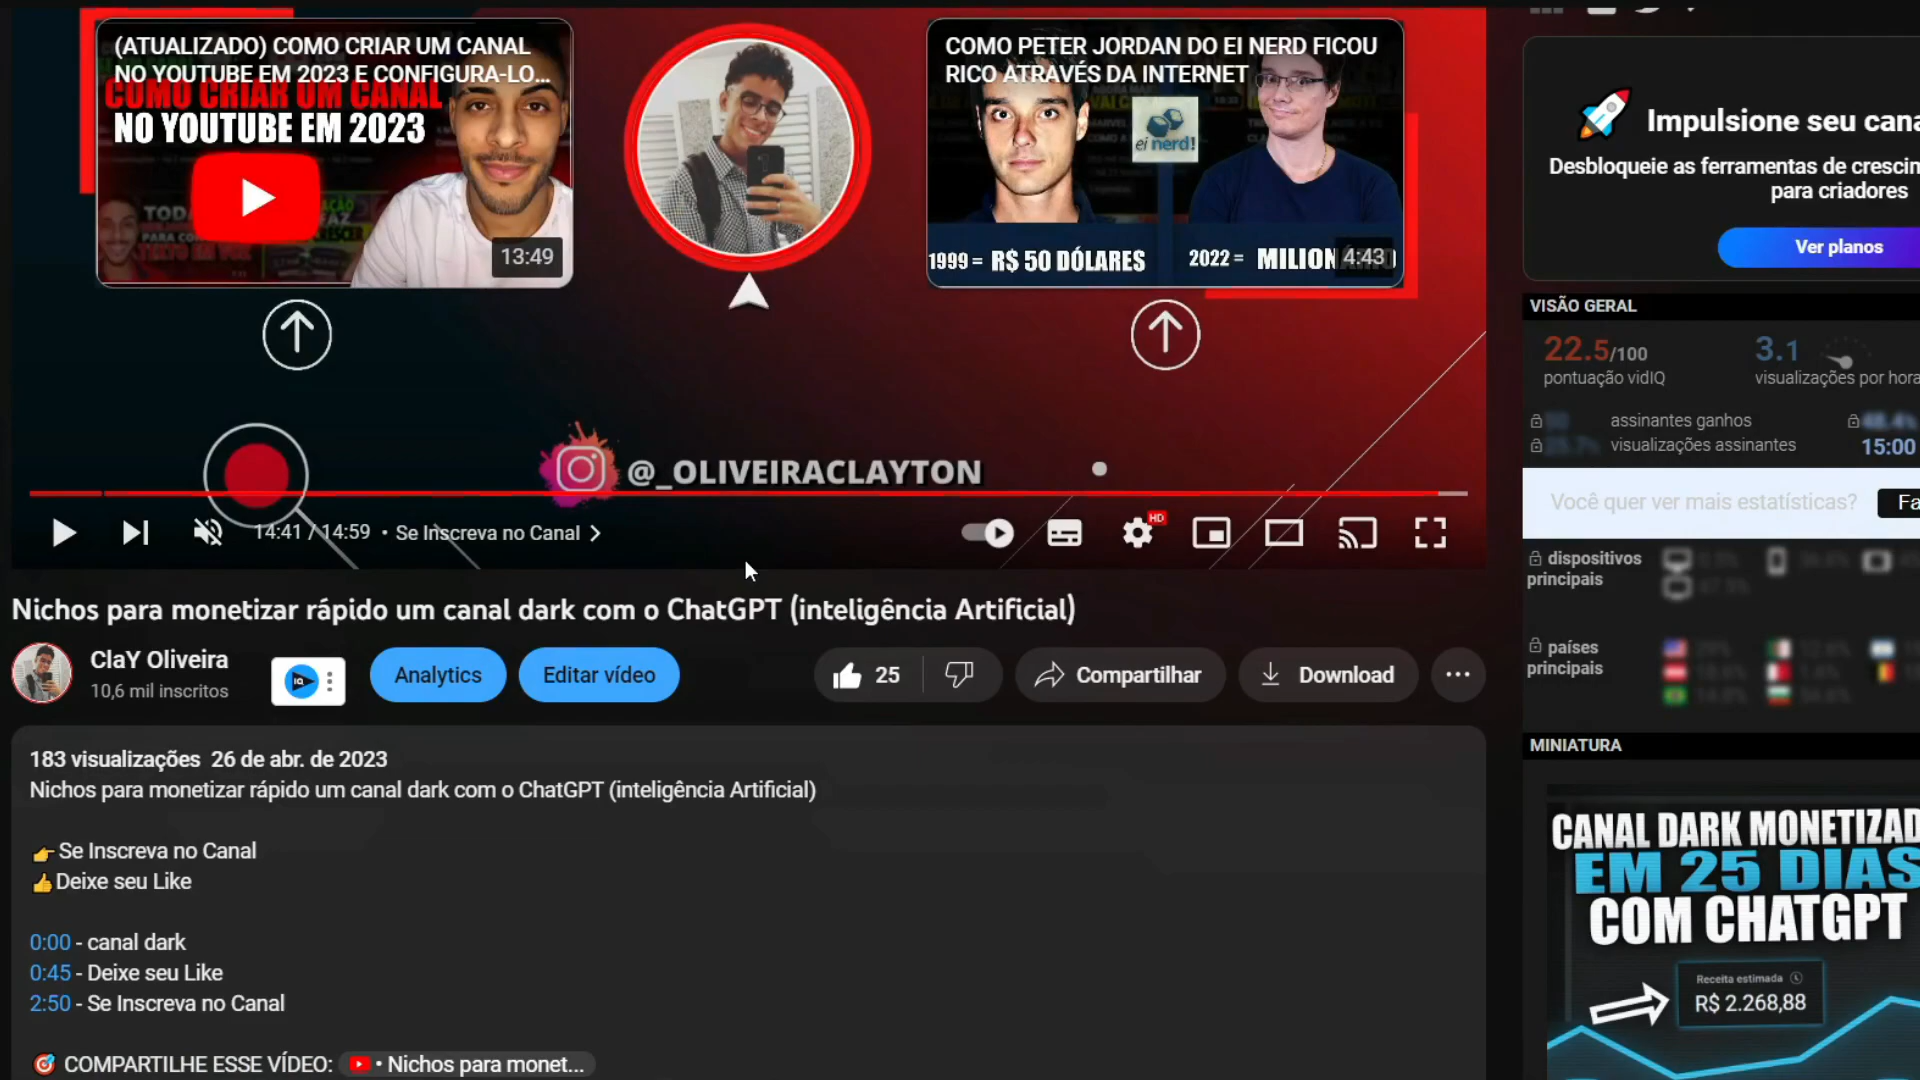 (ATUALIZADO) COMO CRIAR UM CANAL
NO YOUTUBE EM 2023 E CONFIGURA-LO...
COMO CRIAR UM CANAL
NO YOUTUBE EM 2023
13:49
COMO PETER JORDAN DO EI NERD FICOU
RICO ATRAVÉS DA INTERNET
ei nerd!
1999 = R$ 50 DÓLARES
2022 = MILION
4:43
@_OLIVEIRACLAYTON
14:41 / 14:59 • Se Inscreva no Canal
HD
Nichos para monetizar rápido um canal dark com o ChatGPT (inteligência Artificial)
ClaY Oliveira
10,6 mil inscritos
IQ
Analytics
Editar vídeo
25
Compartilhar
Download
183 visualizações 26 de abr. de 2023
Nichos para monetizar rápido um canal dark com o ChatGPT (inteligência Artificial)
👉Se Inscreva no Canal
👍Deixe seu Like
0:00 - canal dark
0:45 - Deixe seu Like
2:50 - Se Inscreva no Canal
🎯 COMPARTILHE ESSE VÍDEO: • Nichos para monet...
Impulsione seu cana
Desbloqueie as ferramentas de crescin
para criadores
Ver planos
VISÃO GERAL
22.5/100
pontuação vidIQ
3.1
visualizações por hora
assinantes ganhos
visualizações assinantes
15:00
Você quer ver mais estatísticas?
Fa
dispositivos
principais
países
principais
MINIATURA
CANAL DARK MONETIZAD
EM 25 DIAS
COM CHATGPT
Receita estimada
R$ 2.268,88